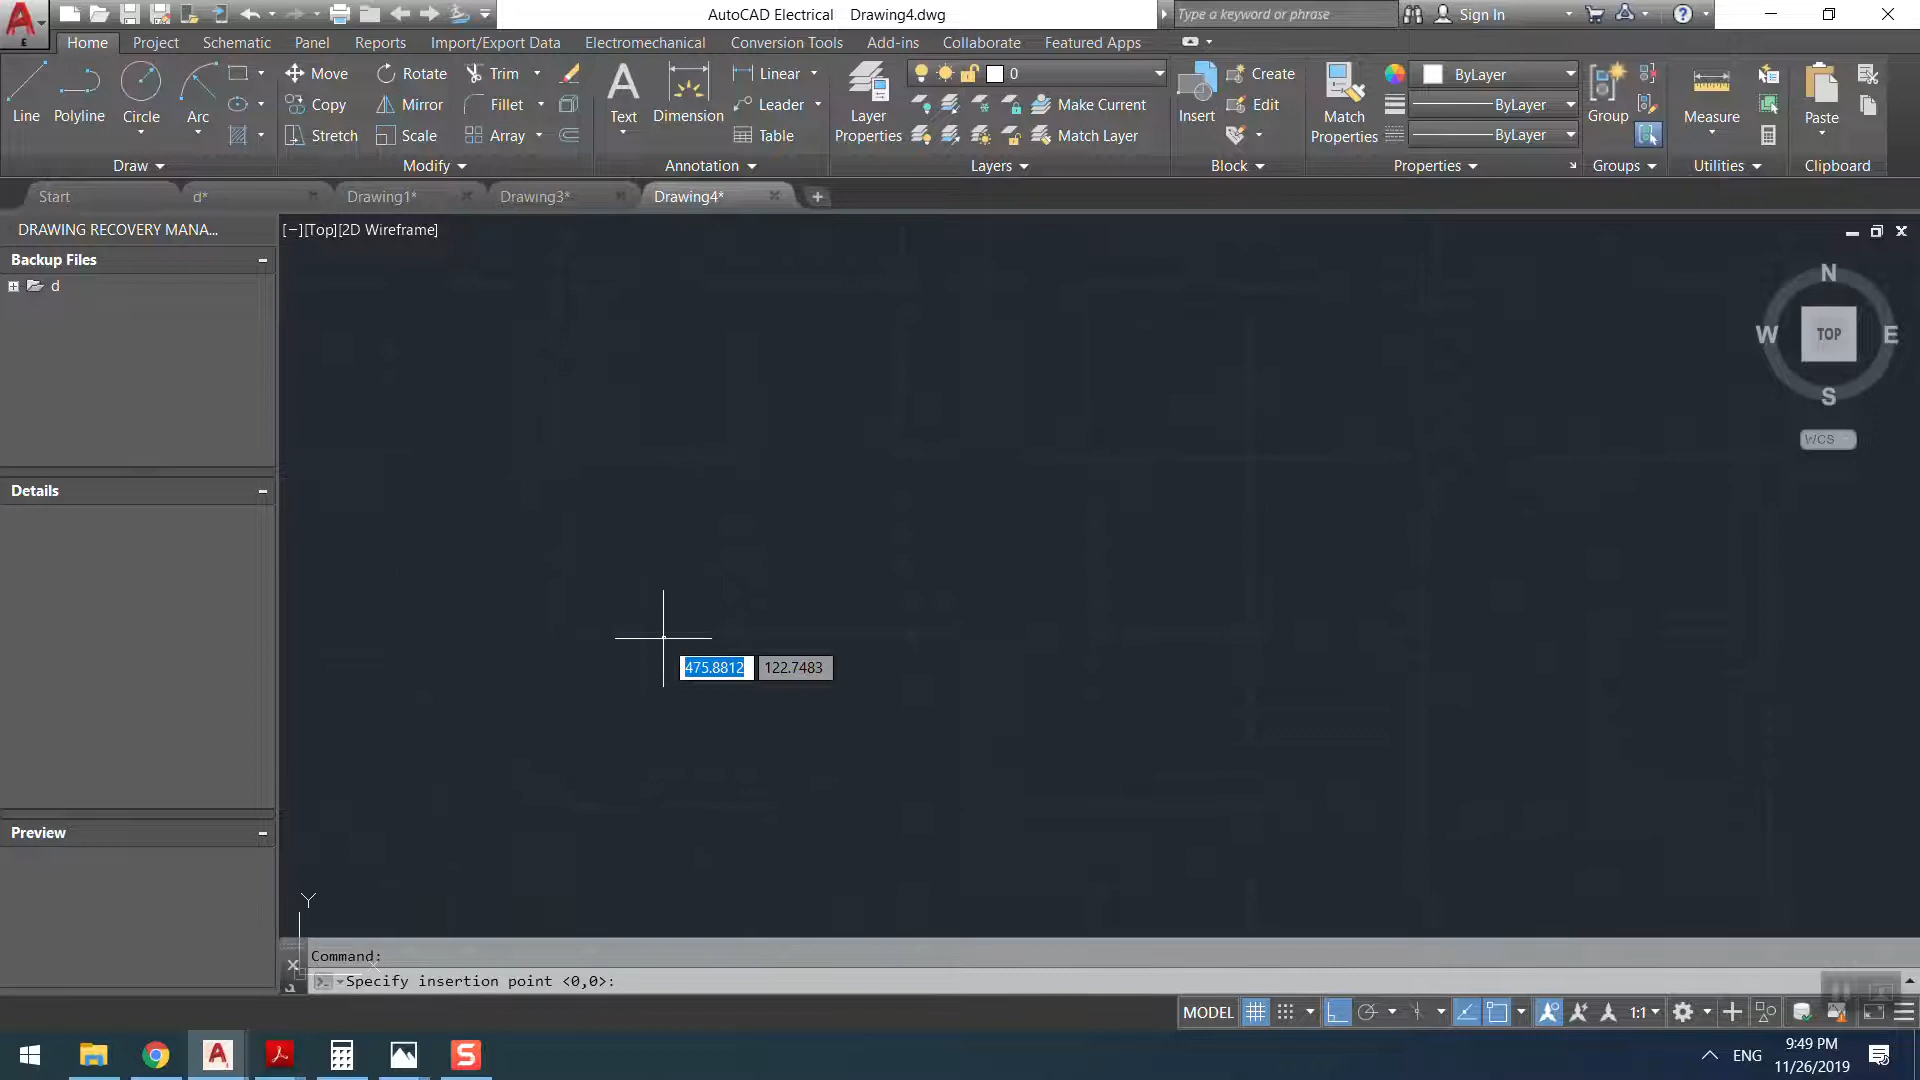 AutoCAD Electrical Drawing4.dwg
Type a keyword or phrase
Sign In
Home Project Schematic Panel Reports Import/Export Data Electromechanical Conversion Tools Add-ins Collaborate Featured Apps
Line Polyline Circle Arc
Move Rotate Trim
Copy Mirror Fillet
Stretch Scale Array
Text Dimension
Linear
Leader
Table
Layer Properties
0
Make Current
Match Layer
Insert
Create
Edit
Match Properties
ByLayer
ByLayer
ByLayer
Group
Measure
Paste
Draw Modify Annotation Layers Block Properties Groups Utilities Clipboard
Start d* Drawing1* Drawing3* Drawing4*
DRAWING RECOVERY MANA...
Backup Files
d
Details
Preview
[−][Top][2D Wireframe]
N
W TOP E
S
WCS
475.8812 122.7483
Y
Command:
Specify insertion point <0,0>:
MODEL 1:1
ENG
9:49 PM
11/26/2019